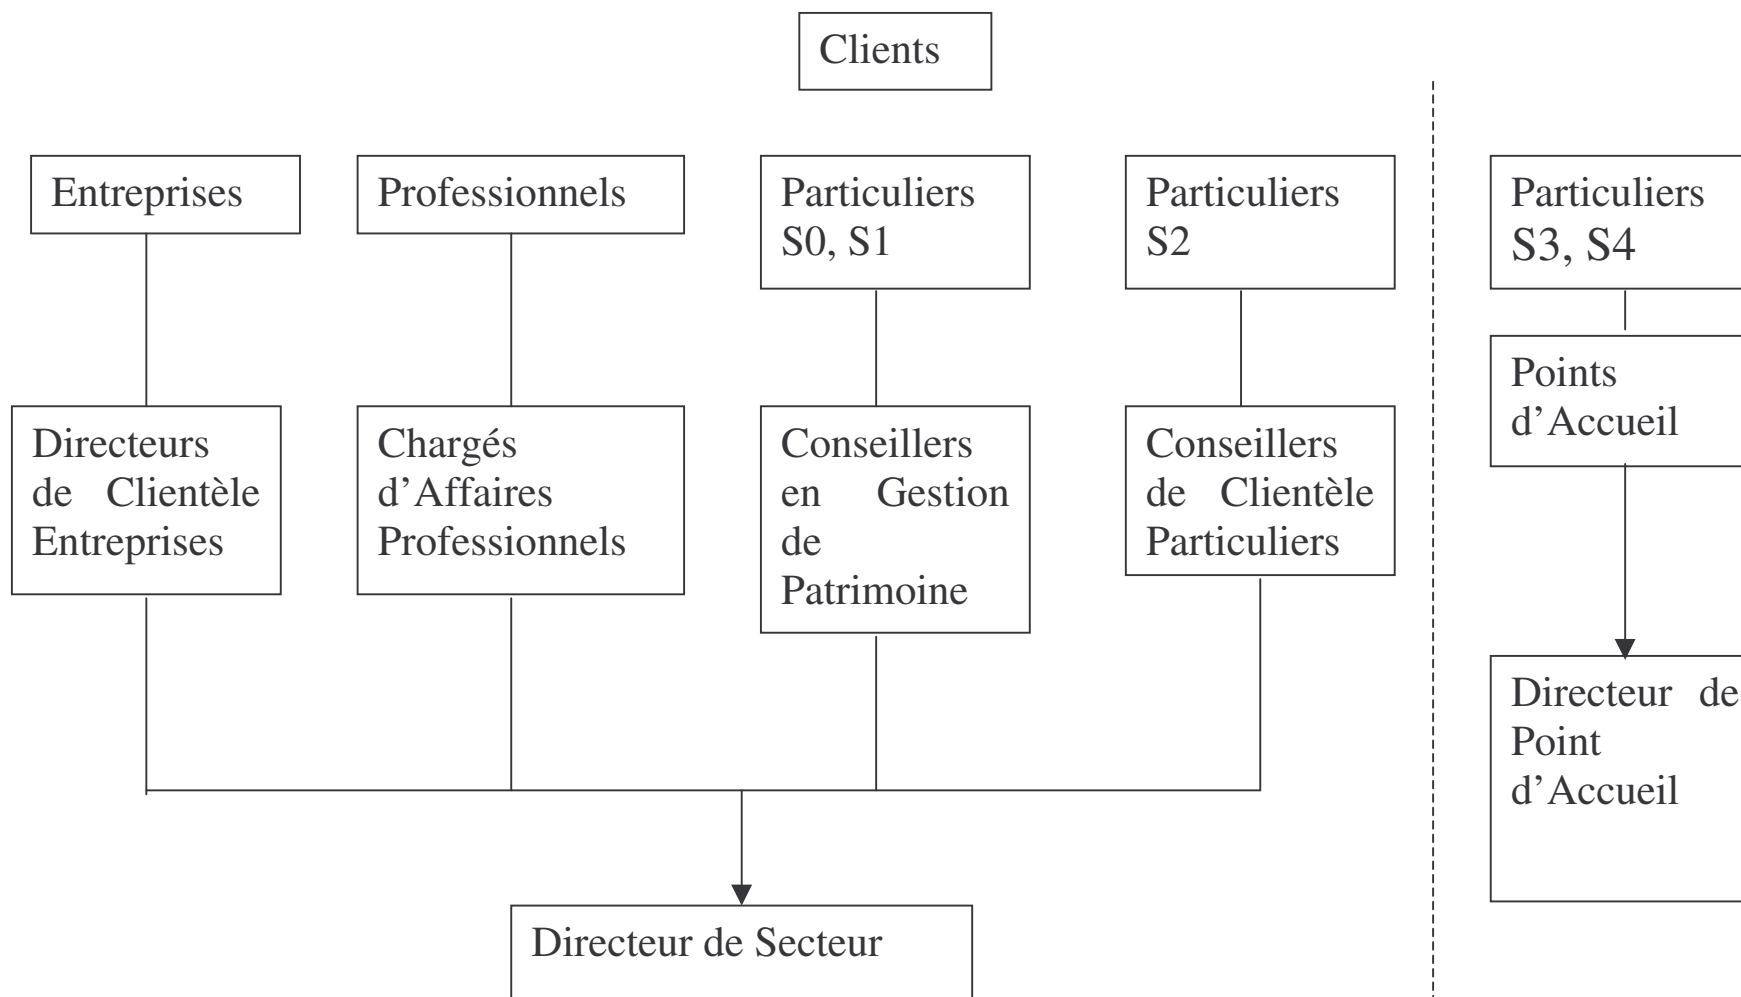 Clients
Entreprises
Professionnels
Particuliers
S0, S1
Particuliers
S2
Particuliers
S3, S4
Points
d’Accueil
Directeurs
de Clientèle
Entreprises
Chargés
d’Affaires
Professionnels
Conseillers
en Gestion
de
Patrimoine
Conseillers
de Clientèle
Particuliers
Directeur de
Point
d’Accueil
Directeur de Secteur